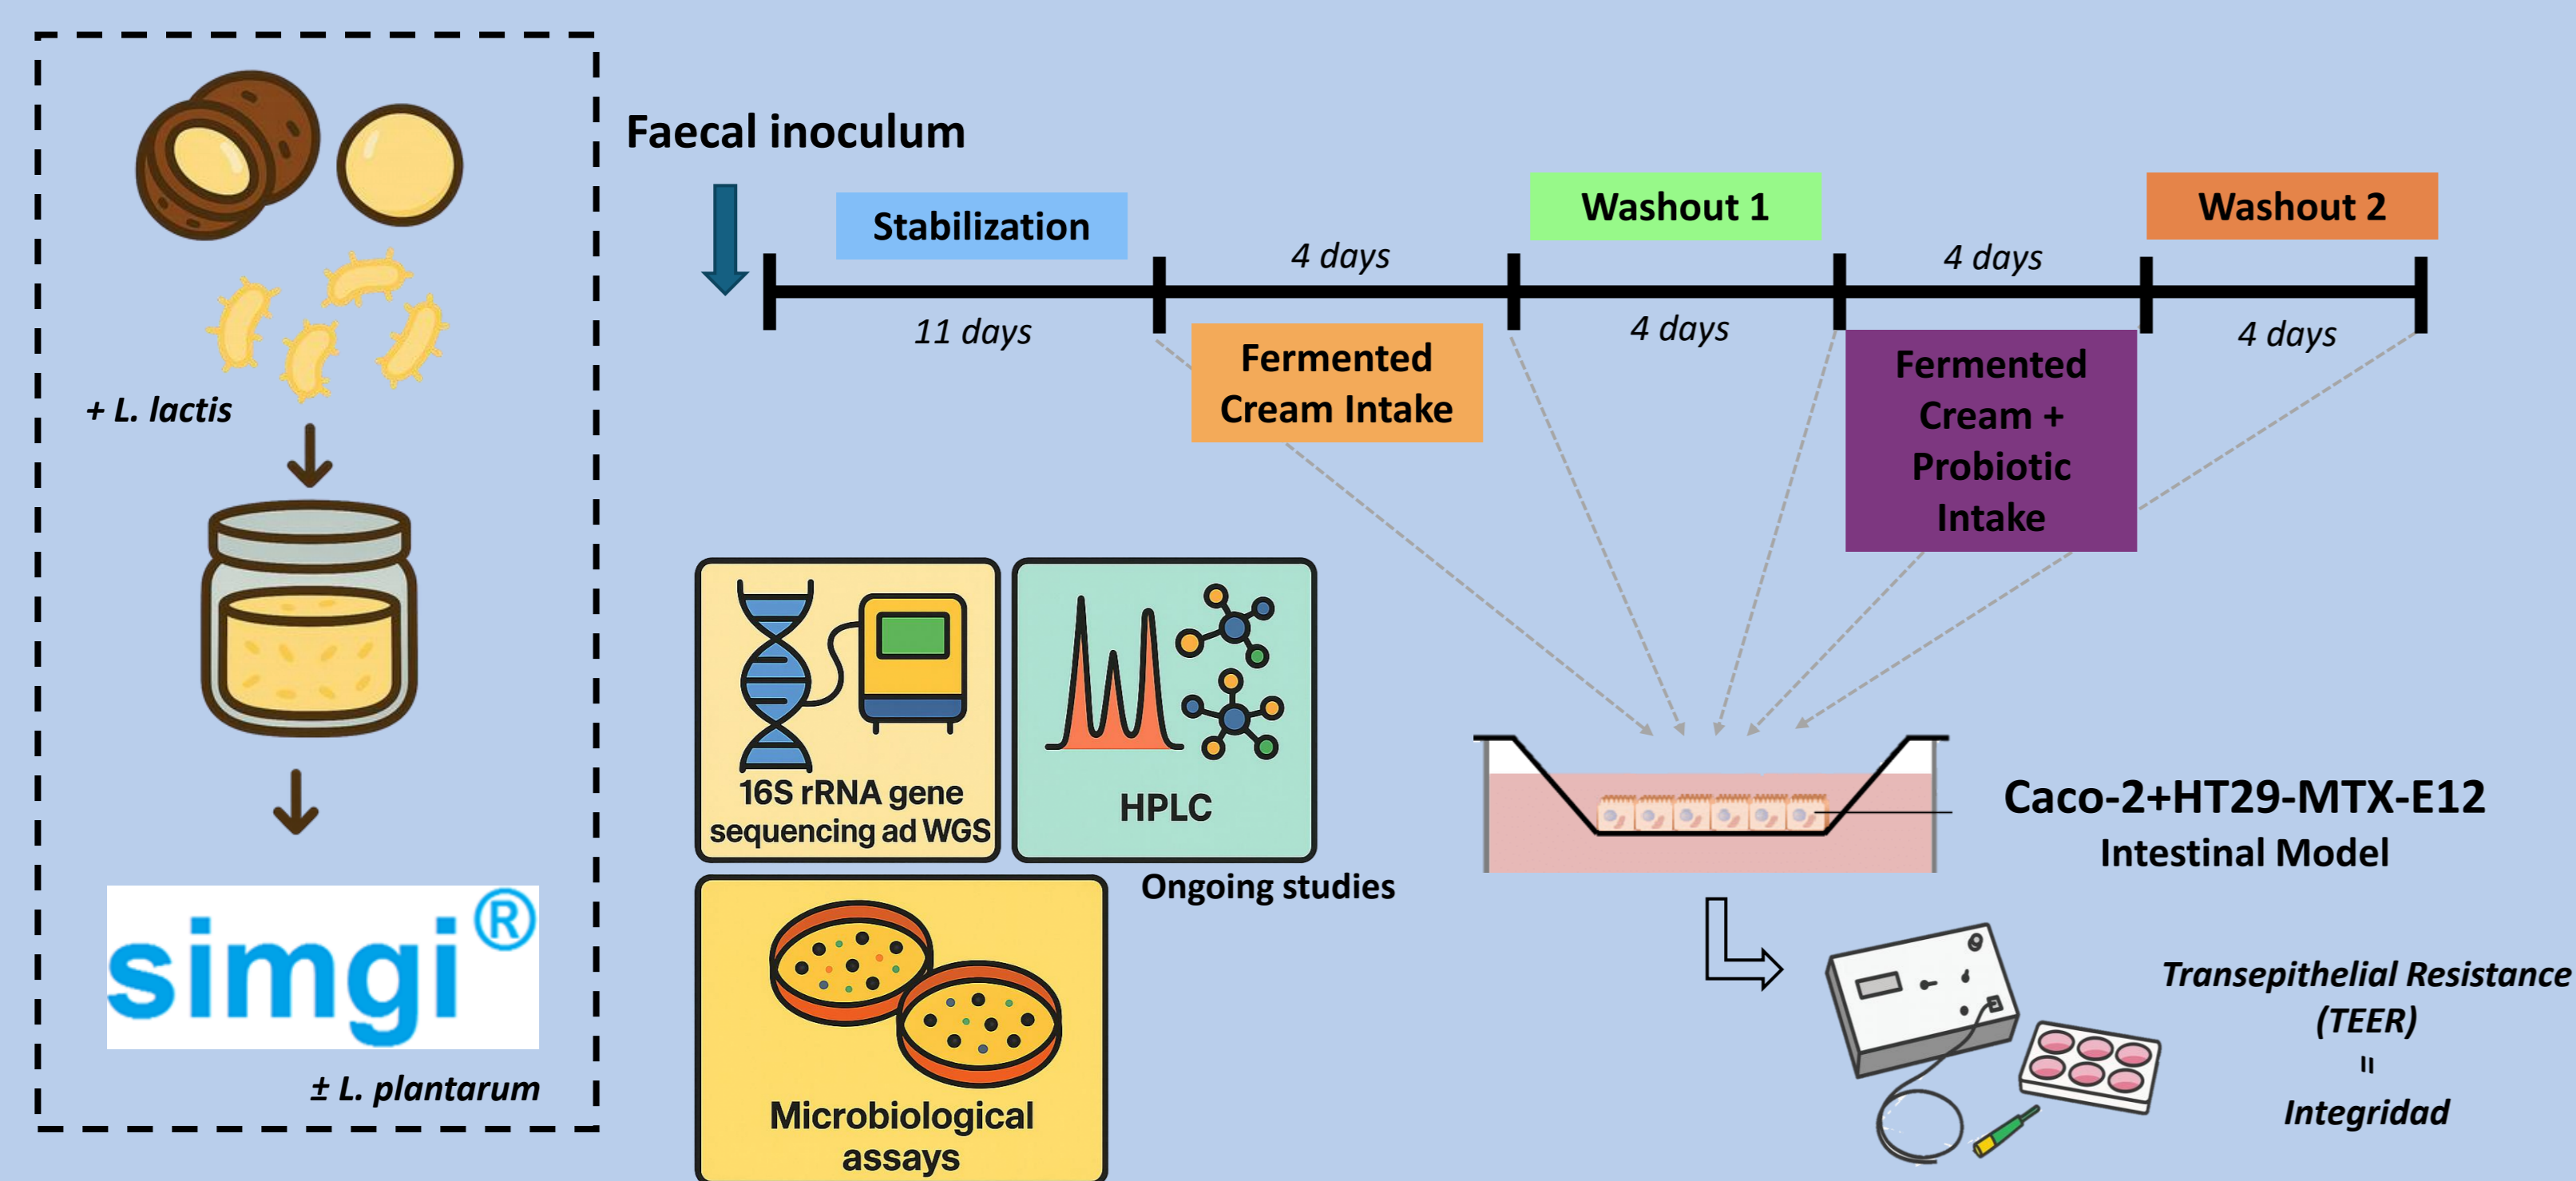 + L. lactis
simgi®
± L. plantarum
Faecal inoculum
Stabilization
11 days
4 days
Fermented
Cream Intake
Washout 1
4 days
4 days
Fermented
Cream +
Probiotic
Intake
Washout 2
4 days
16S rRNA gene
sequencing ad WGS
HPLC
Microbiological
assays
Ongoing studies
Caco-2+HT29-MTX-E12
Intestinal Model
Transepithelial Resistance
(TEER)
=
Integridad